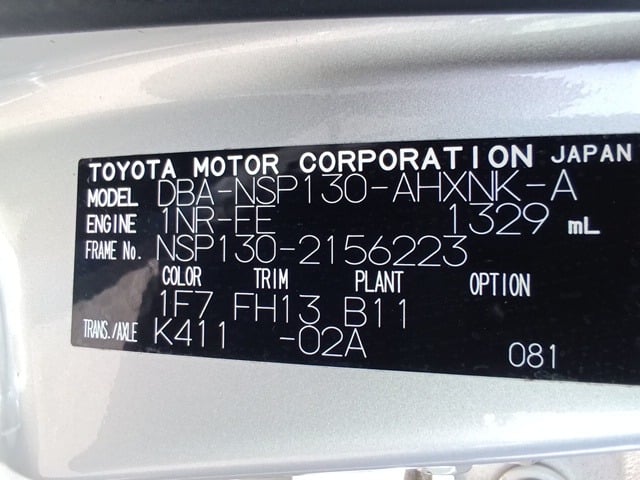 TOYOTA MOTOR CORPORATION JAPAN
MODEL DBA-NSP130-AHXNK-A
ENGINE 1NR-FE 1329 mL
FRAME No. NSP130-2156223
COLOR TRIM PLANT OPTION
1F7 FH13 B11
TRANS./AXLE K411 -02A
081